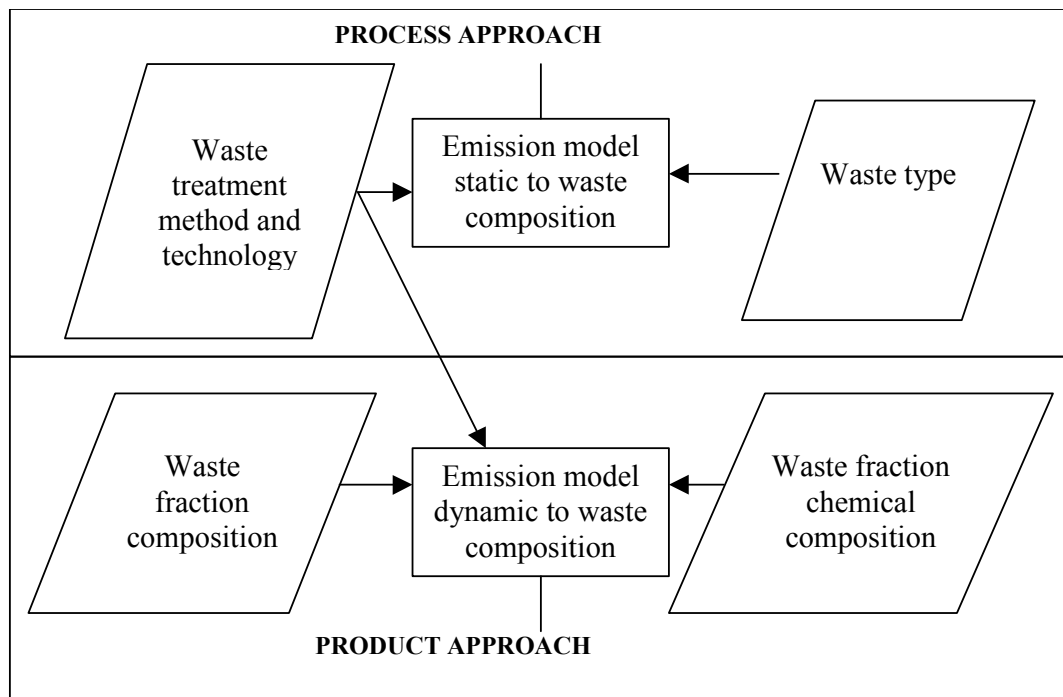 PROCESS APPROACH
Waste
treatment
method and
technology
Emission model
static to waste
composition
Waste type
Waste
fraction
composition
Emission model
dynamic to waste
composition
Waste fraction
chemical
composition
PRODUCT APPROACH